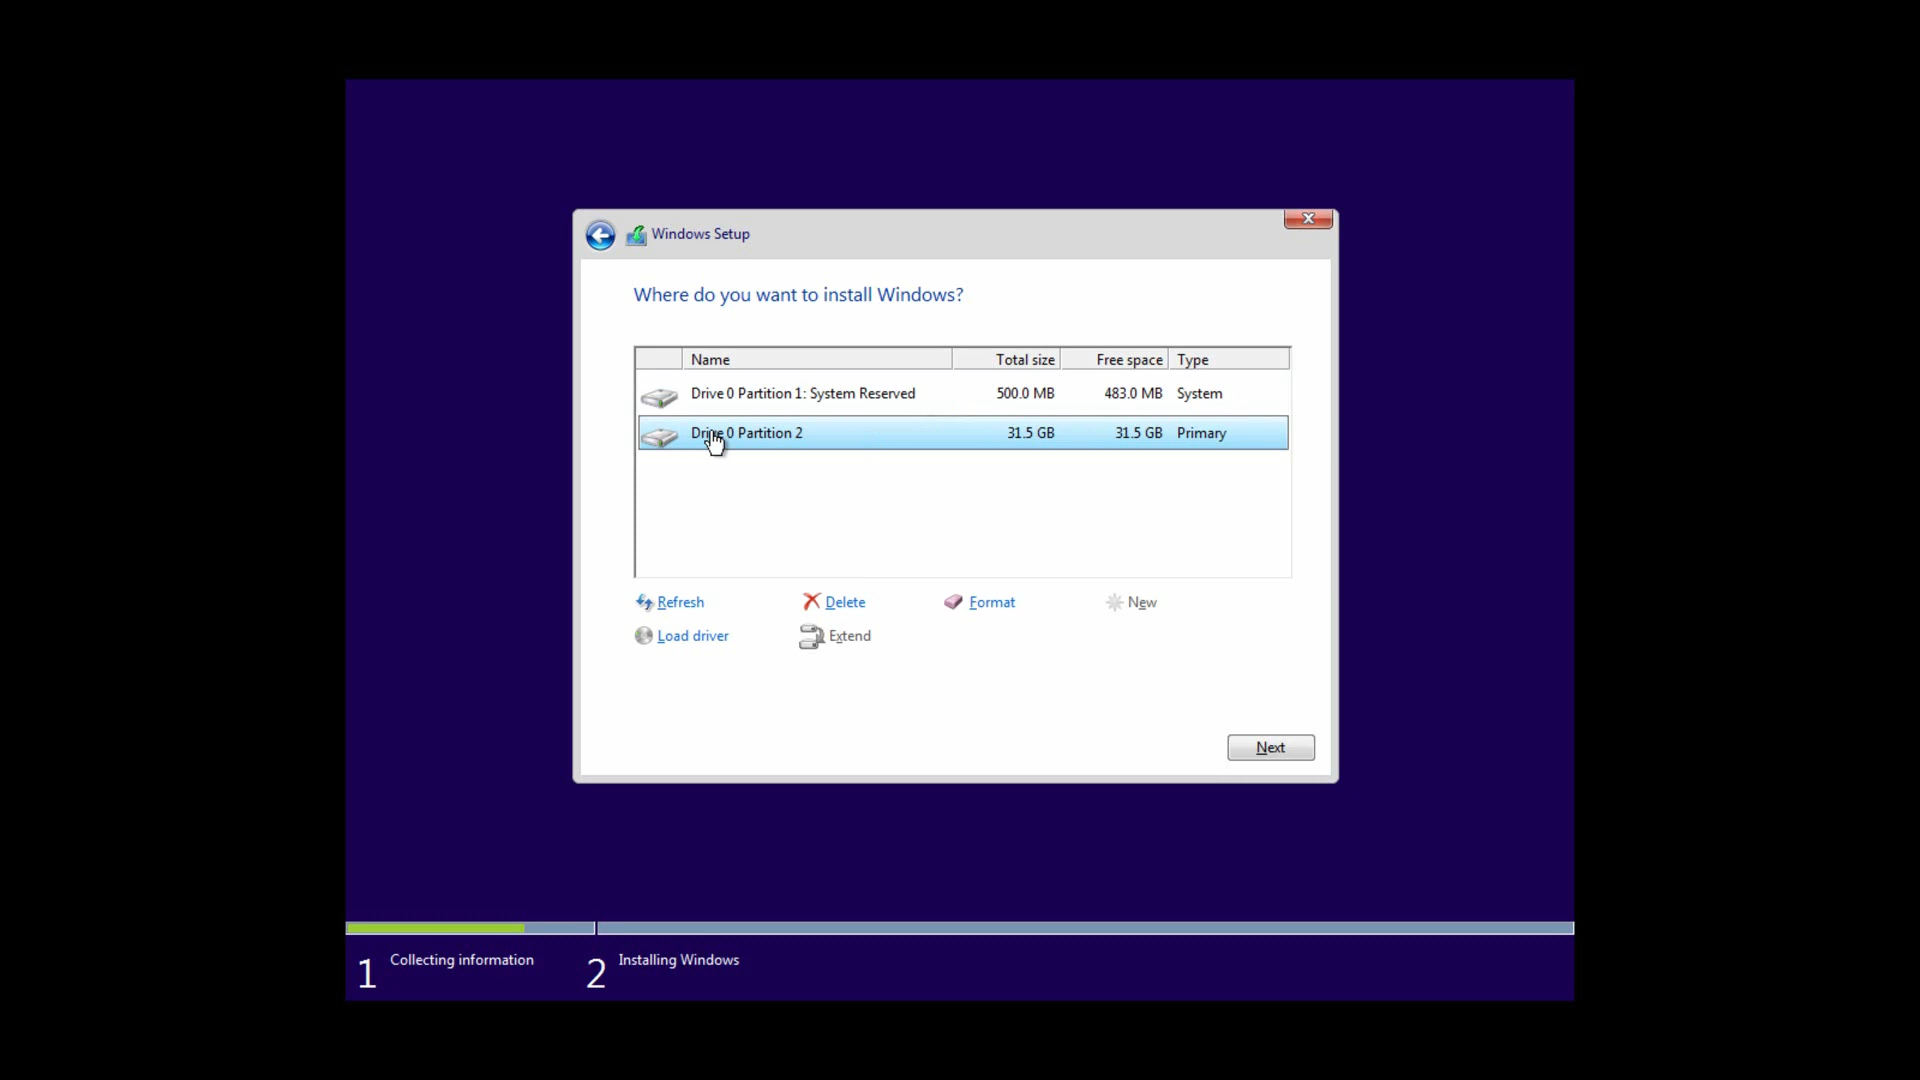 Windows Setup
Where do you want to install Windows?
Name Total size Free space Type
Drive 0 Partition 1: System Reserved 500.0 MB 483.0 MB System
Drive 0 Partition 2 31.5 GB 31.5 GB Primary
Refresh Delete Format New
Load driver Extend
Next
1 Collecting information 2 Installing Windows